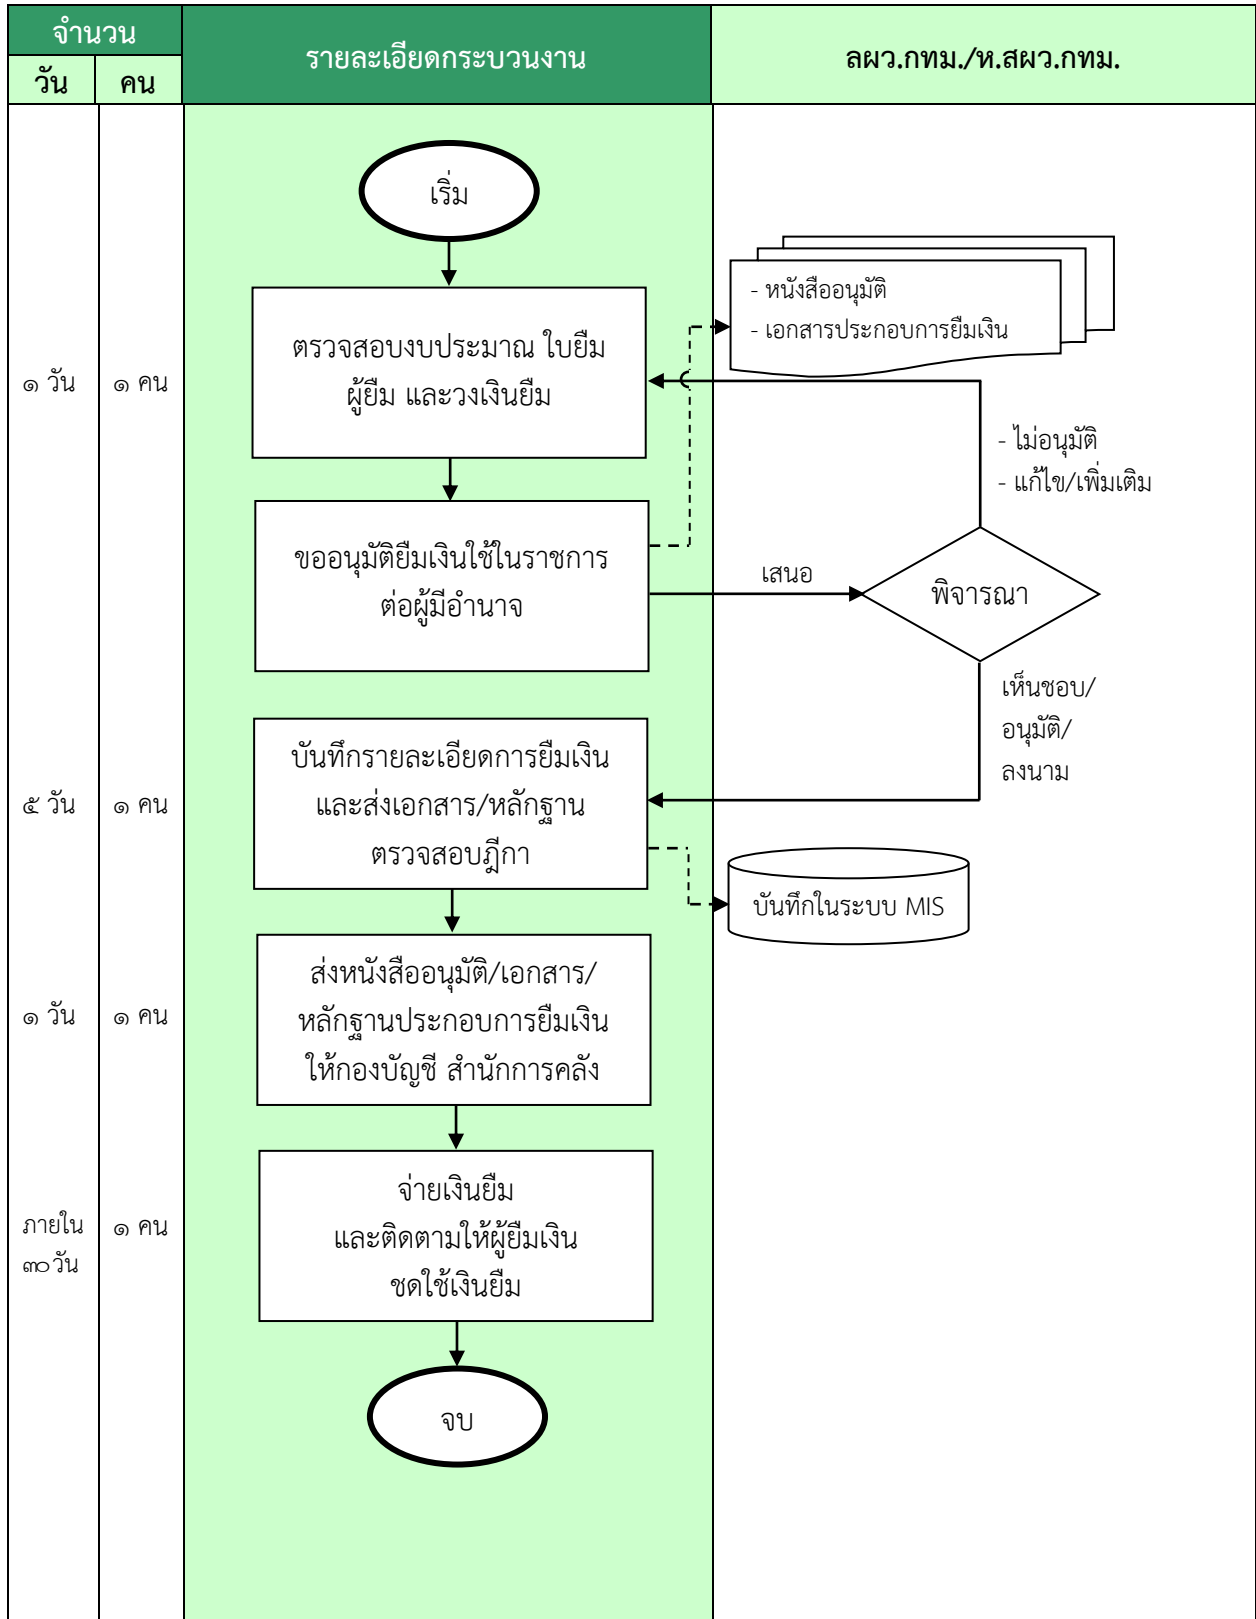 จำนวน
วัน
คน
รายละเอียดกระบวนงาน
ลผว.กทม./ห.สผว.กทม.
เริ่ม
- หนังสืออนุมัติ
- เอกสารประกอบการยืมเงิน
ตรวจสอบงบประมาณ ใบยืม
ผู้ยืม และวงเงินยืม
๑ วัน
๑ คน
- ไม่อนุมัติ
- แก้ไข/เพิ่มเติม
ขออนุมัติยืมเงินใช้ในราชการ
ต่อผู้มีอำนาจ
เสนอ
พิจารณา
เห็นชอบ/
อนุมัติ/
ลงนาม
บันทึกรายละเอียดการยืมเงิน
และส่งเอกสาร/หลักฐาน
ตรวจสอบฎีกา
๕ วัน
๑ คน
บันทึกในระบบ MIS
ส่งหนังสืออนุมัติ/เอกสาร/
หลักฐานประกอบการยืมเงิน
ให้กองบัญชี สำนักการคลัง
๑ วัน
๑ คน
จ่ายเงินยืม
และติดตามให้ผู้ยืมเงิน
ชดใช้เงินยืม
ภายใน
๓๐วัน
๑ คน
จบ